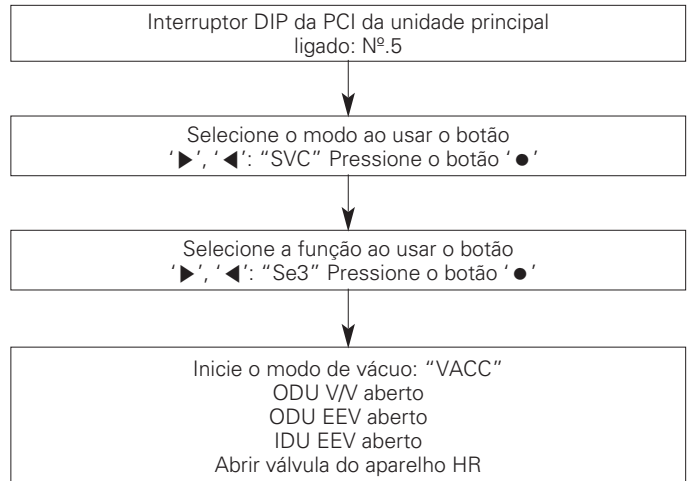 Interruptor DIP da PCI da unidade principal
ligado: Nº.5
Selecione o modo ao usar o botão
‘▶’, ‘◀’: “SVC” Pressione o botão ‘●’
Selecione a função ao usar o botão
‘▶’, ‘◀’: “Se3” Pressione o botão ‘●’
Inicie o modo de vácuo: “VACC”
ODU V/V aberto
ODU EEV aberto
IDU EEV aberto
Abrir válvula do aparelho HR